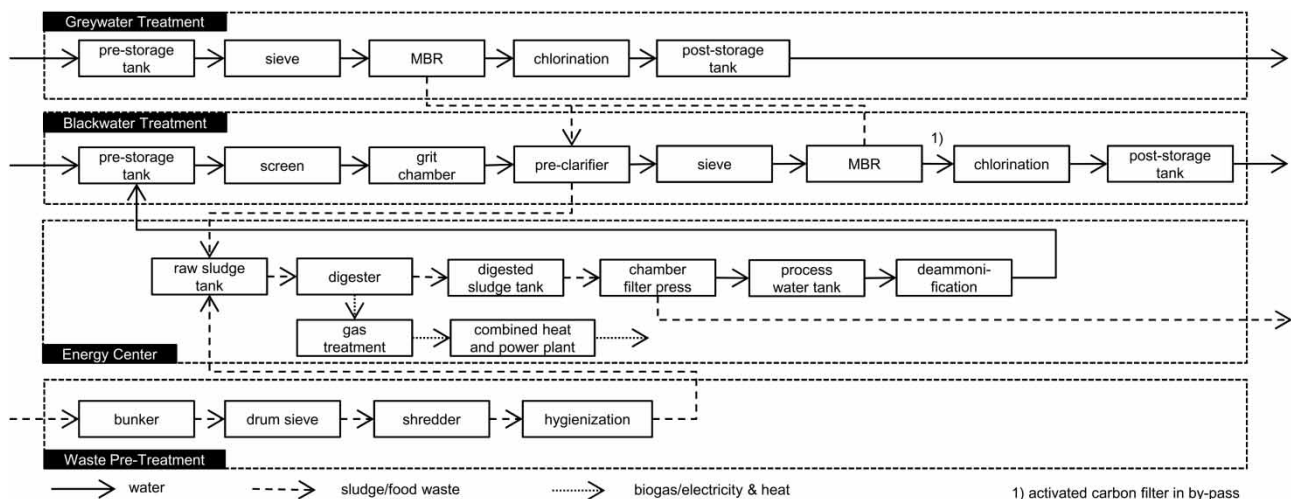 Greywater Treatment
pre-storage
tank
sieve
MBR
chlorination
post-storage
tank
Blackwater Treatment
pre-storage
tank
screen
grit
chamber
pre-clarifier
sieve
MBR
1)
chlorination
post-storage
tank
raw sludge
tank
digester
digested
sludge tank
chamber
filter press
process
water tank
deammoni-
fication
gas
treatment
combined heat
and power plant
Energy Center
bunker
drum sieve
shredder
hygienization
Waste Pre-Treatment
water
sludge/food waste
biogas/electricity & heat
1) activated carbon filter in by-pass